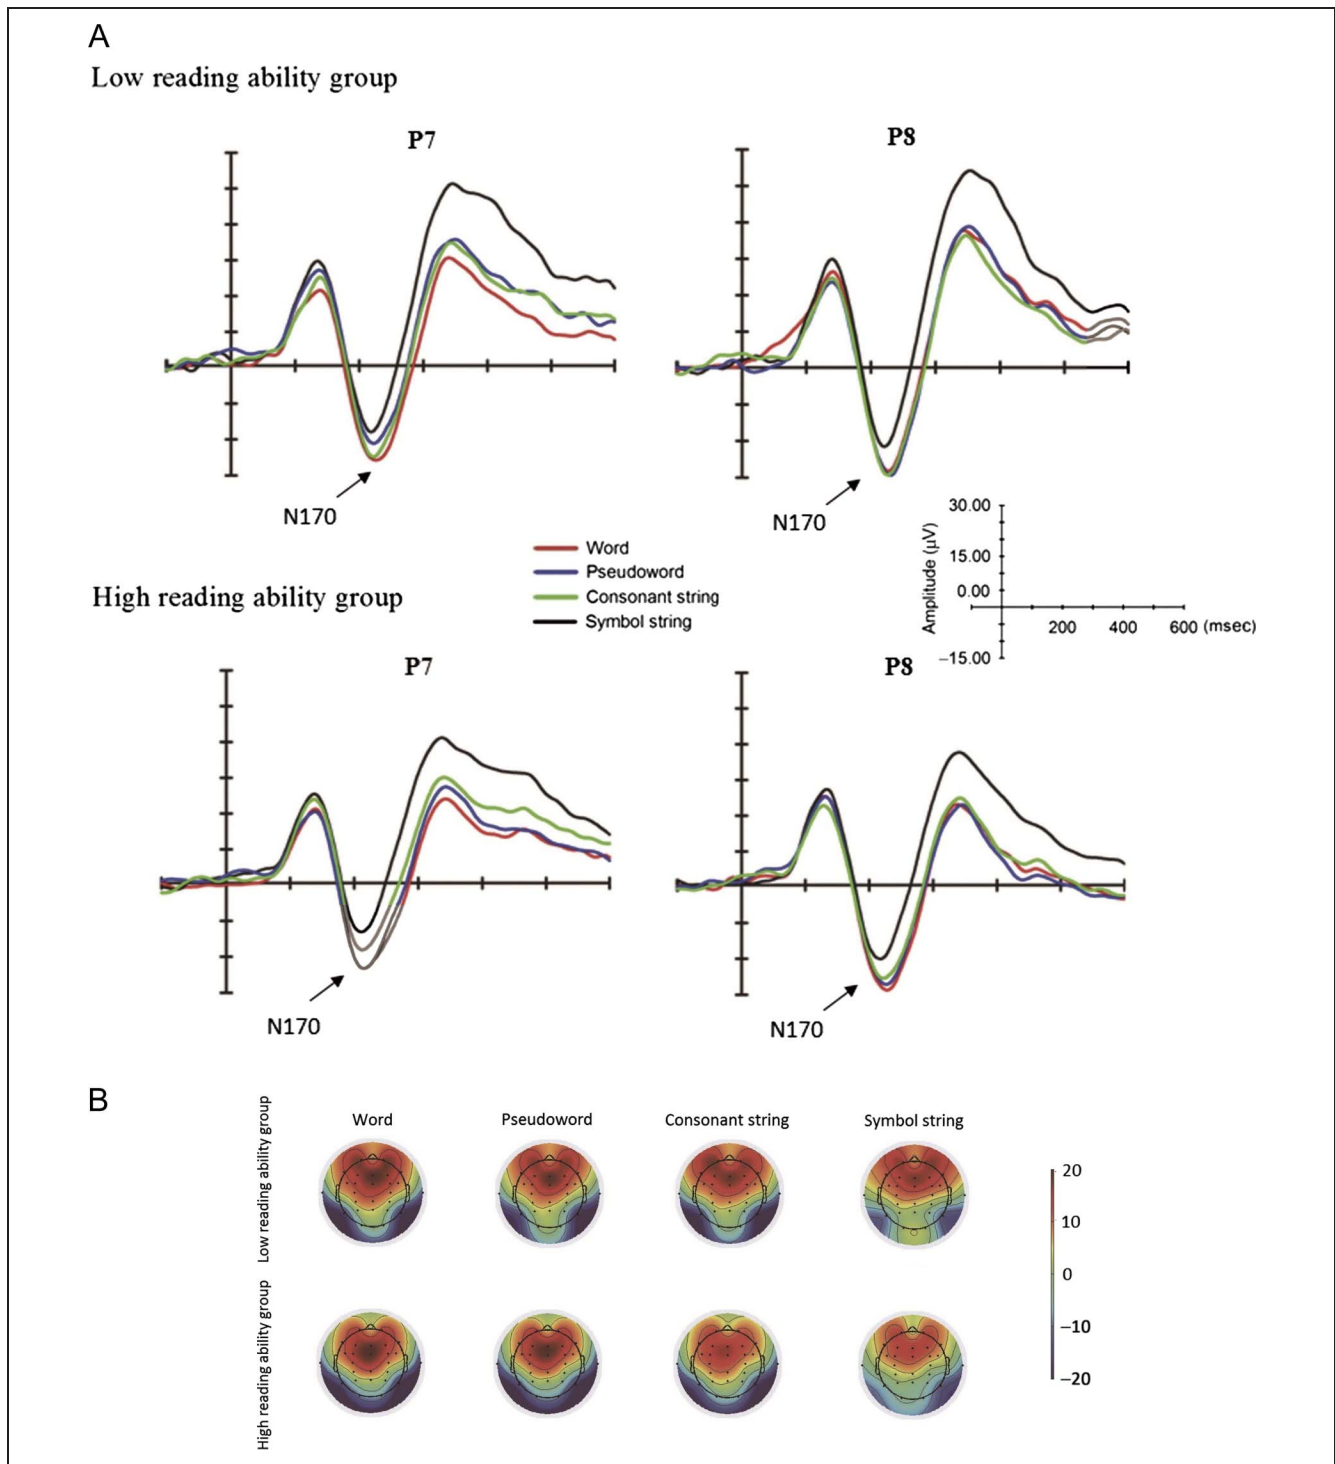 A
Low reading ability group
P7
P8
N170
N170
Word
Pseudoword
Consonant string
Symbol string
Amplitude (µV)
30.00
15.00
0.00
−15.00
200 400 600 (msec)
High reading ability group
P7
P8
N170
N170
B
Word Pseudoword Consonant string Symbol string
Low reading ability group
High reading ability group
20
10
0
−10
−20